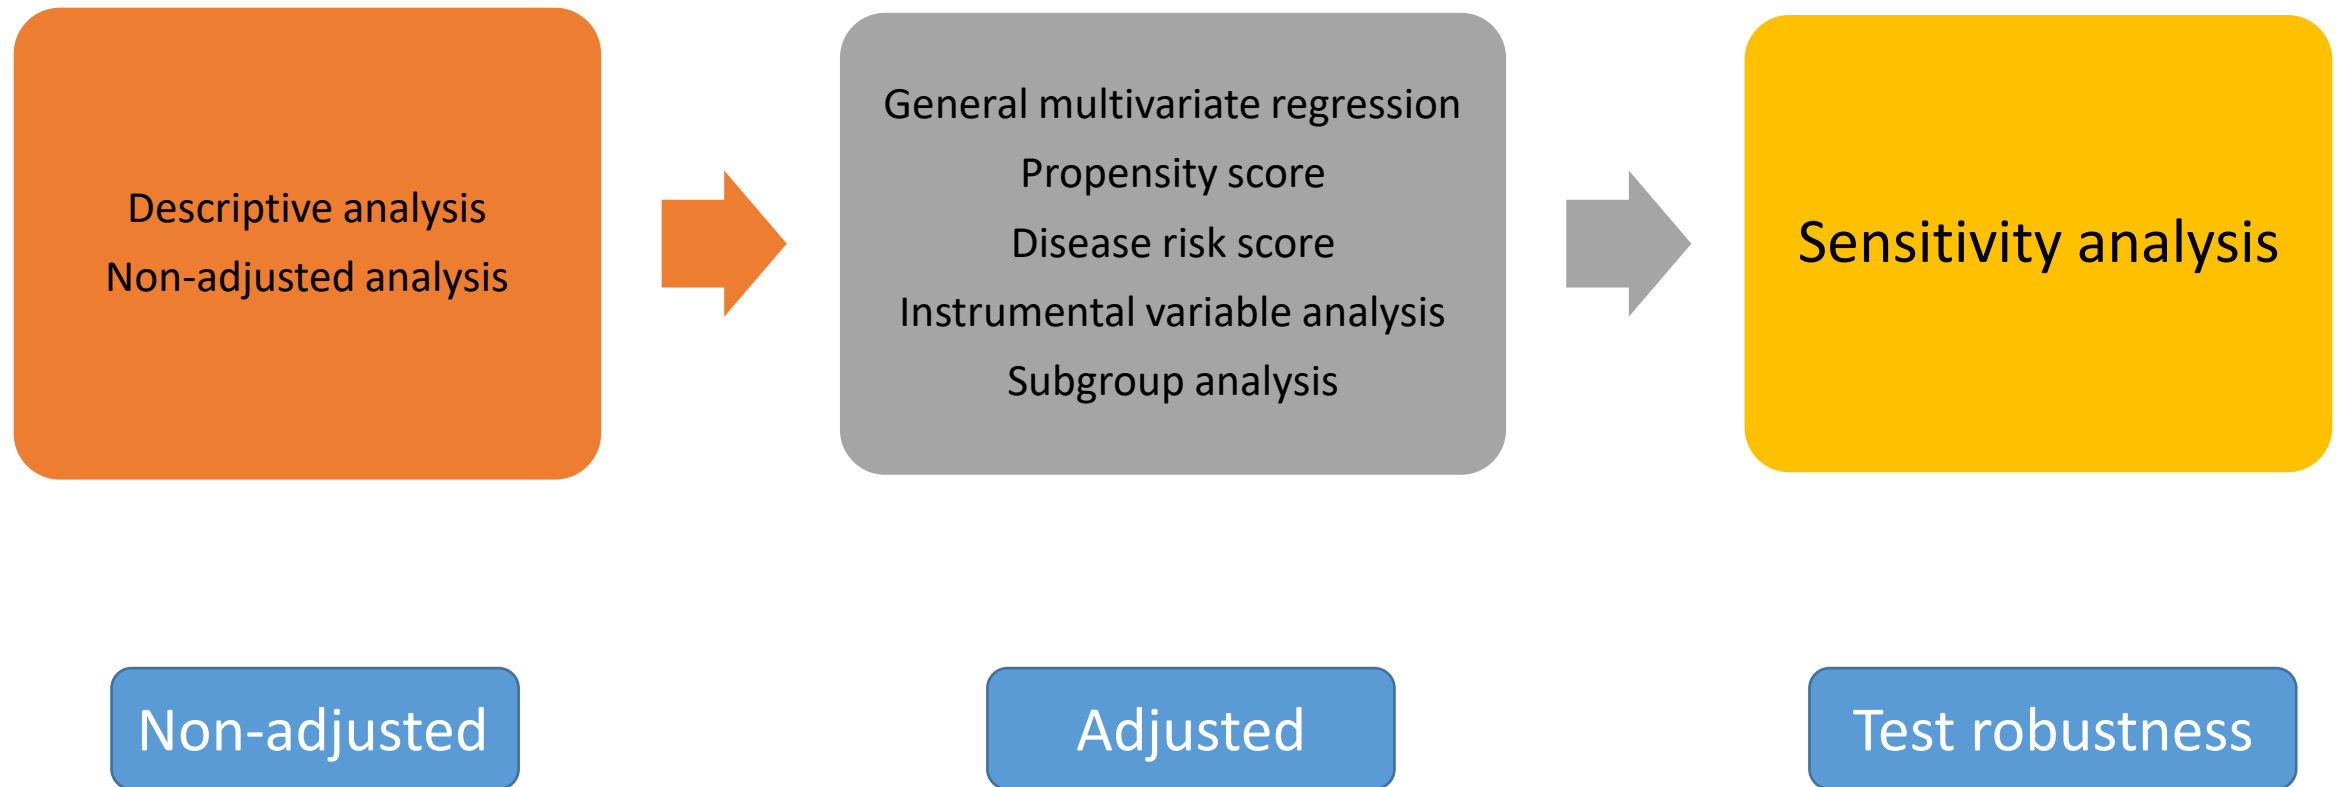 Descriptive analysis
Non-adjusted analysis
General multivariate regression
Propensity score
Disease risk score
Instrumental variable analysis
Subgroup analysis
Sensitivity analysis
Non-adjusted
Adjusted
Test robustness